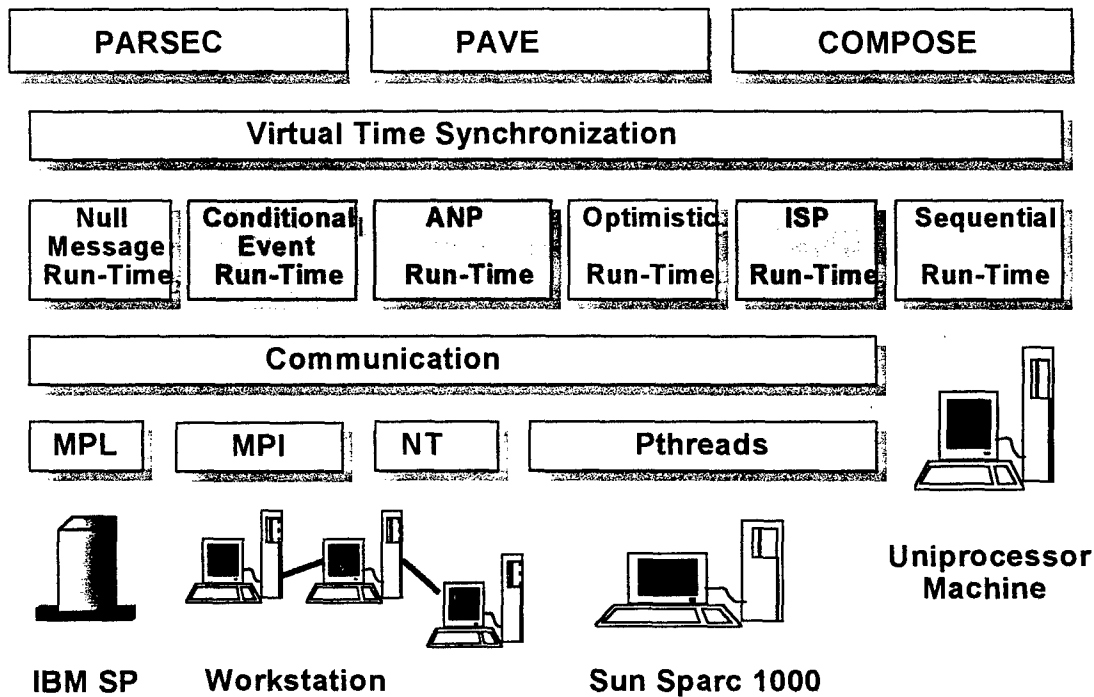 PARSEC PAVE COMPOSE
Virtual Time Synchronization
Null Message Run-Time
Conditional Event Run-Time
ANP Run-Time
Optimistic Run-Time
ISP Run-Time
Sequential Run-Time
Communication
MPL MPI NT Pthreads
Uniprocessor
Machine
IBM SP Workstation Sun Sparc 1000